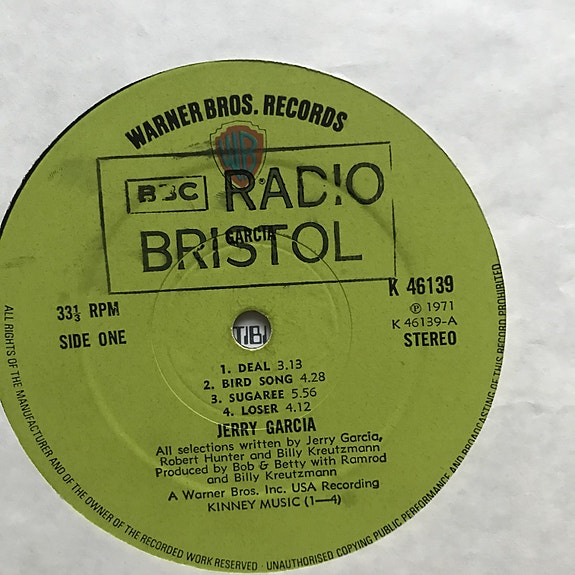 WARNER BROS. RECORDS
WB
®
BBC RADIO
BRISTOL
GARCIA
K 46139
℗ 1971
K 46139-A
STEREO
33⅓ RPM
SIDE ONE
1. DEAL 3.13
2. BIRD SONG 4.28
3. SUGAREE 5.56
4. LOSER 4.12
JERRY GARCIA
All selections written by Jerry Garcia,
Robert Hunter and Billy Kreutzmann
Produced by Bob & Betty with Ramrod
and Billy Kreutzmann
A Warner Bros. Inc. USA Recording
KINNEY MUSIC (1—4)
ALL RIGHTS OF THE MANUFACTURER AND OF THE OWNER OF THE RECORDED WORK RESERVED · UNAUTHORISED COPYING PUBLIC PERFORMANCE AND BROADCASTING OF THIS RECORD PROHIBITED